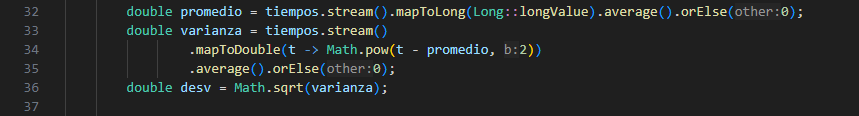 32 double promedio = tiempos.stream().mapToLong(Long::longValue).average().orElse(other:0);
33 double varianza = tiempos.stream()
34 .mapToDouble(t -> Math.pow(t - promedio, b:2))
35 .average().orElse(other:0);
36 double desv = Math.sqrt(varianza);
37